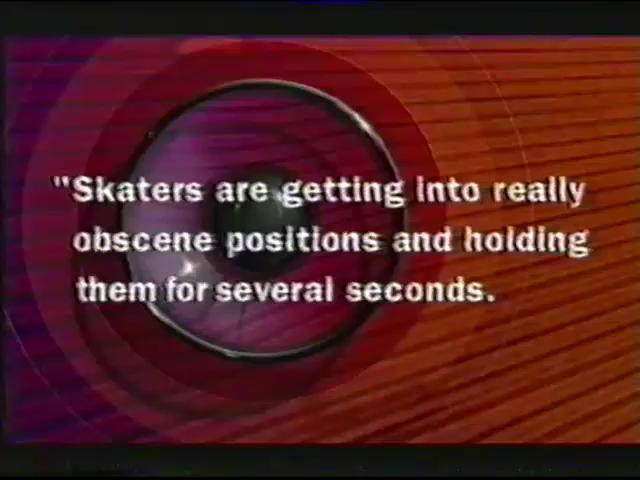 "Skaters are getting into really
obscene positions and holding
them for several seconds.